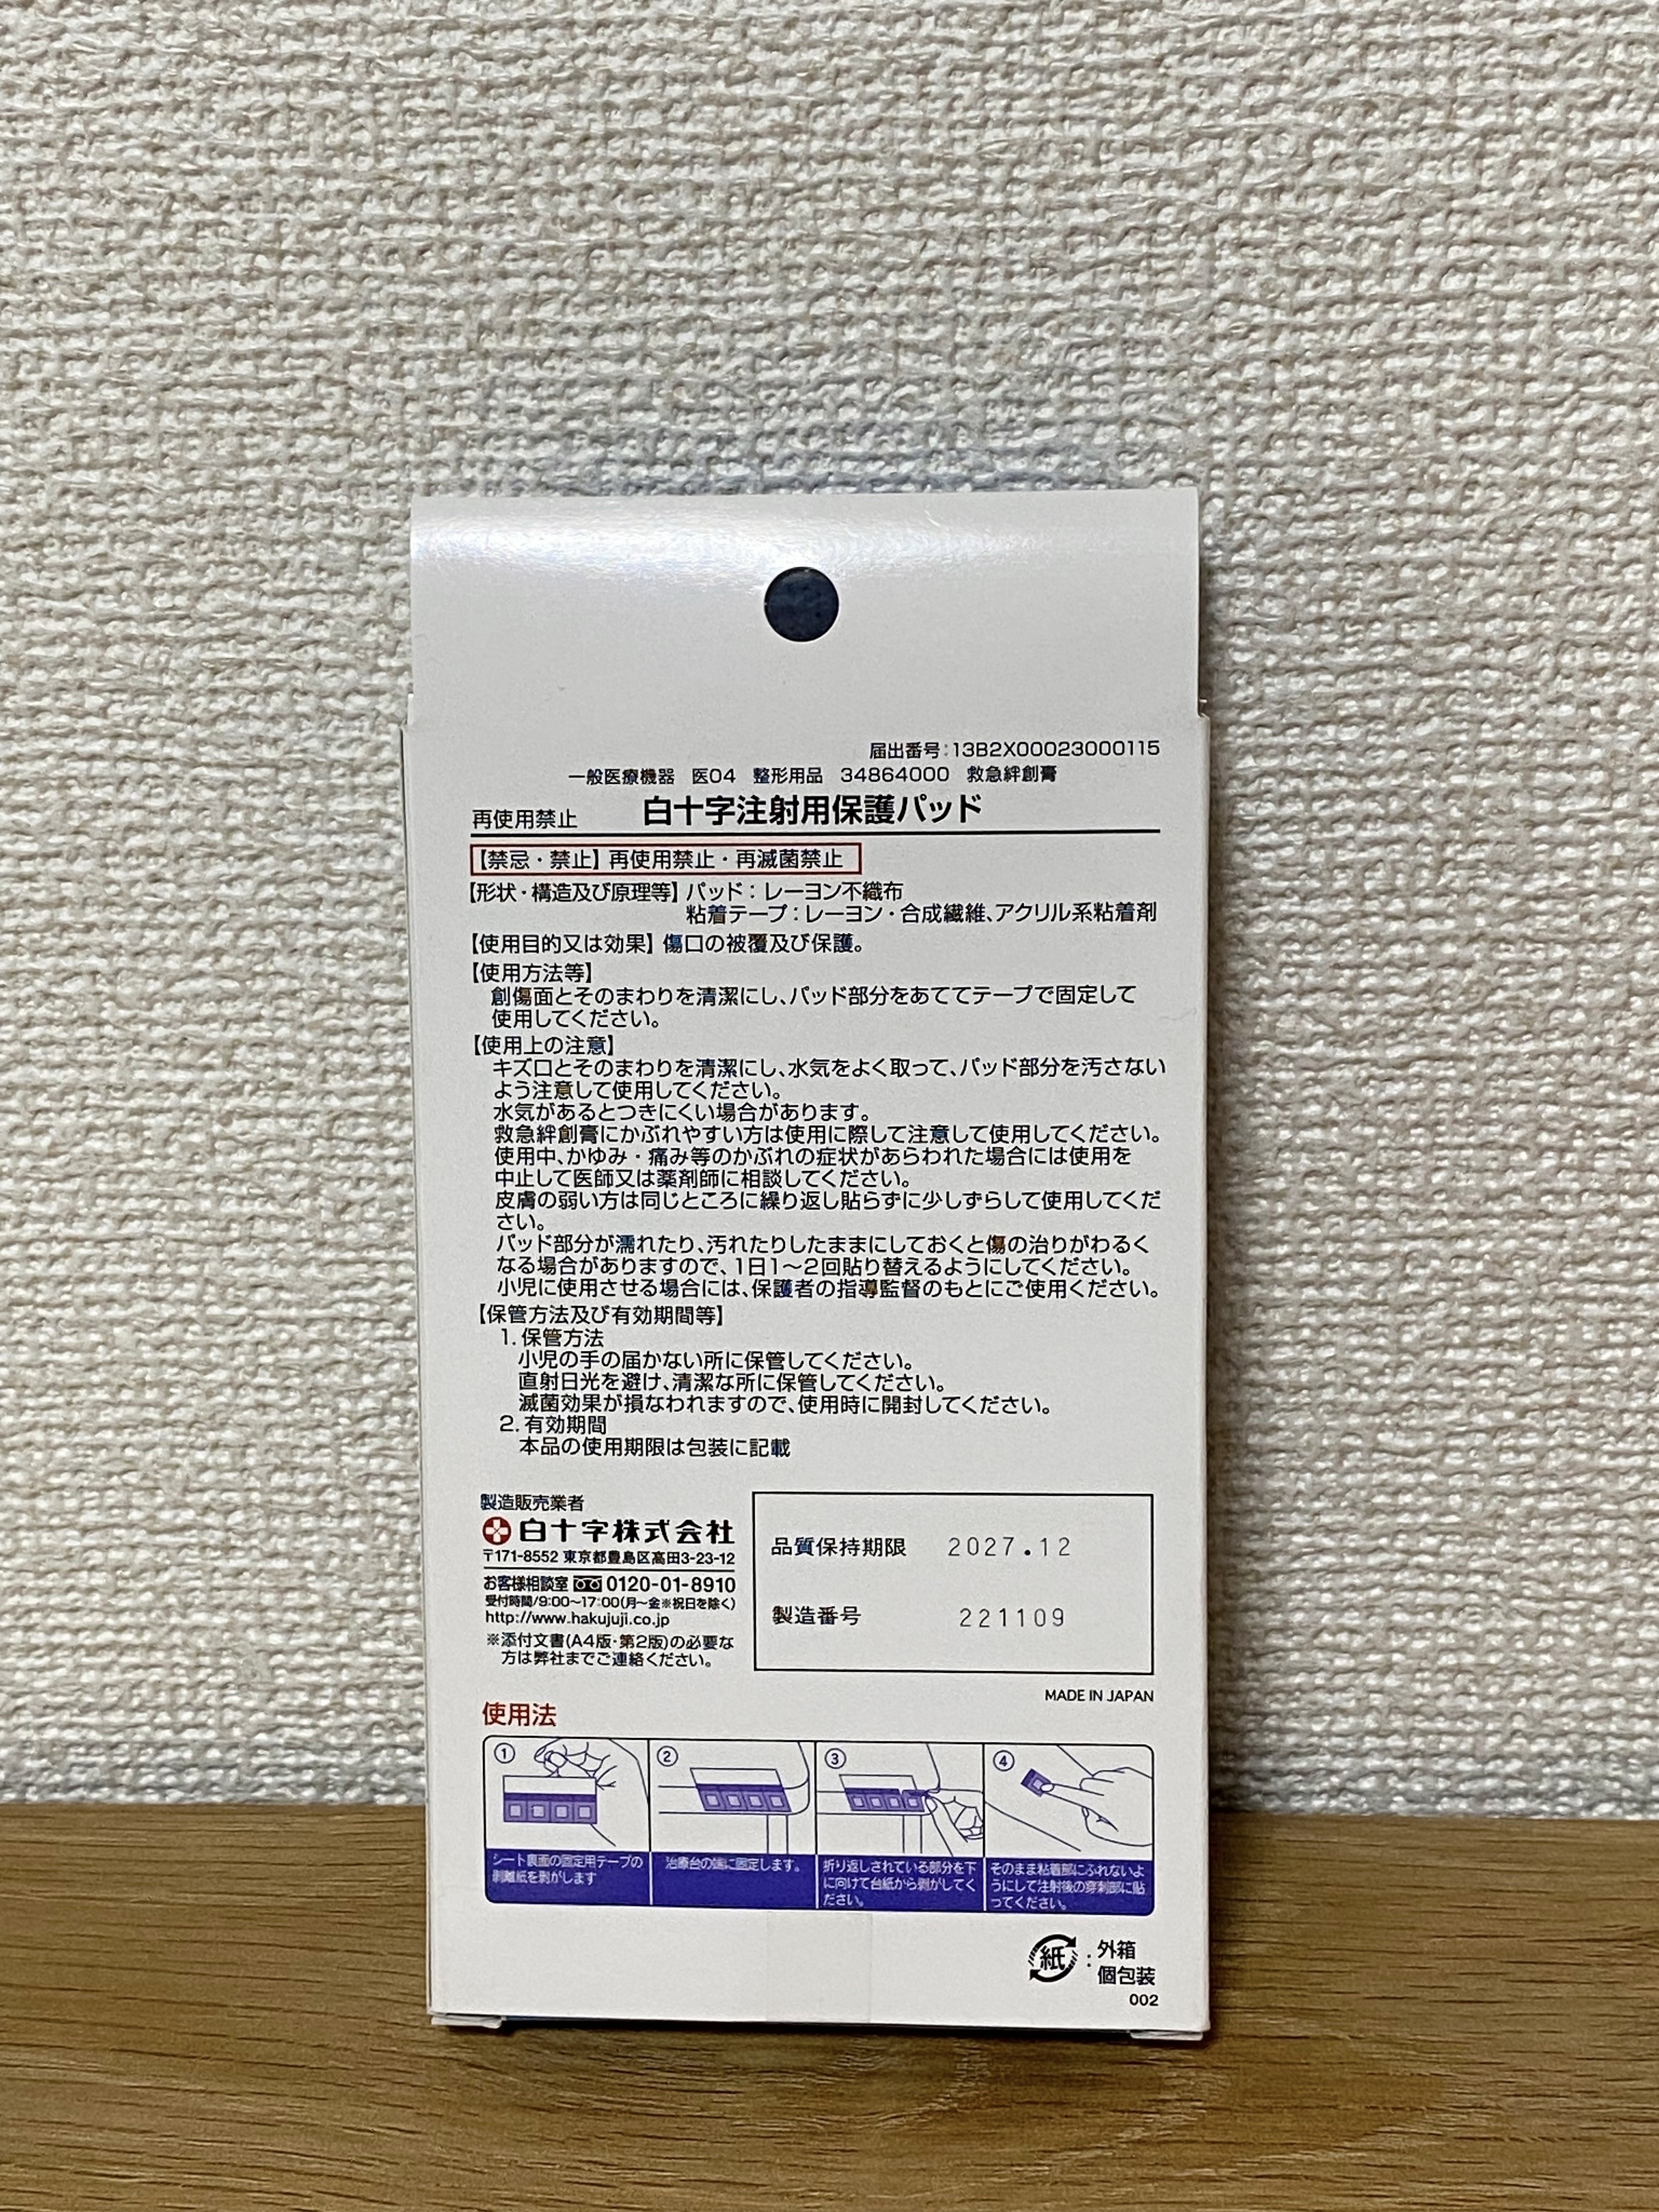 届出番号:13B2X00023000115
一般医療機器 医04 整形用品 34864000 救急絆創膏
再使用禁止 白十字注射用保護パッド
【禁忌・禁止】再使用禁止・再滅菌禁止
【形状・構造及び原理等】パッド:レーヨン不織布
粘着テープ:レーヨン・合成繊維、アクリル系粘着剤
【使用目的又は効果】傷口の被覆及び保護。
【使用方法等】
創傷面とそのまわりを清潔にし、パッド部分をあててテープで固定して
使用してください。
【使用上の注意】
キズ口とそのまわりを清潔にし、水気をよく取って、パッド部分を汚さない
よう注意して使用してください。
水気があるとつきにくい場合があります。
救急絆創膏にかぶれやすい方は使用に際して注意して使用してください。
使用中、かゆみ・痛み等のかぶれの症状があらわれた場合には使用を
中止して医師又は薬剤師に相談してください。
皮膚の弱い方は同じところに繰り返し貼らずに少しずらして使用してくだ
さい。
パッド部分が濡れたり、汚れたりしたままにしておくと傷の治りがわるく
なる場合がありますので、1日1〜2回貼り替えるようにしてください。
小児に使用させる場合には、保護者の指導監督のもとにご使用ください。
【保管方法及び有効期間等】
1. 保管方法
小児の手の届かない所に保管してください。
直射日光を避け、清潔な所に保管してください。
滅菌効果が損なわれますので、使用時に開封してください。
2. 有効期間
本品の使用期限は包装に記載
製造販売業者
白十字株式会社
〒171-8552 東京都豊島区高田3-23-12
お客様相談室 0120-01-8910
受付時間/9:00〜17:00(月〜金※祝日を除く)
http://www.hakujuji.co.jp
※添付文書(A4版・第2版)の必要な
方は弊社までご連絡ください。
品質保持期限 2027.12
製造番号 221109
MADE IN JAPAN
使用法
①
シート裏面の固定用テープの
剥離紙を剥がします
②
治療台の端に固定します。
③
折り返しされている部分を下
に向けて台紙から剥がしてく
ださい。
④
そのまま粘着部にふれないよ
うにして注射後の穿刺部に貼
ってください。
紙 : 外箱
個包装
002